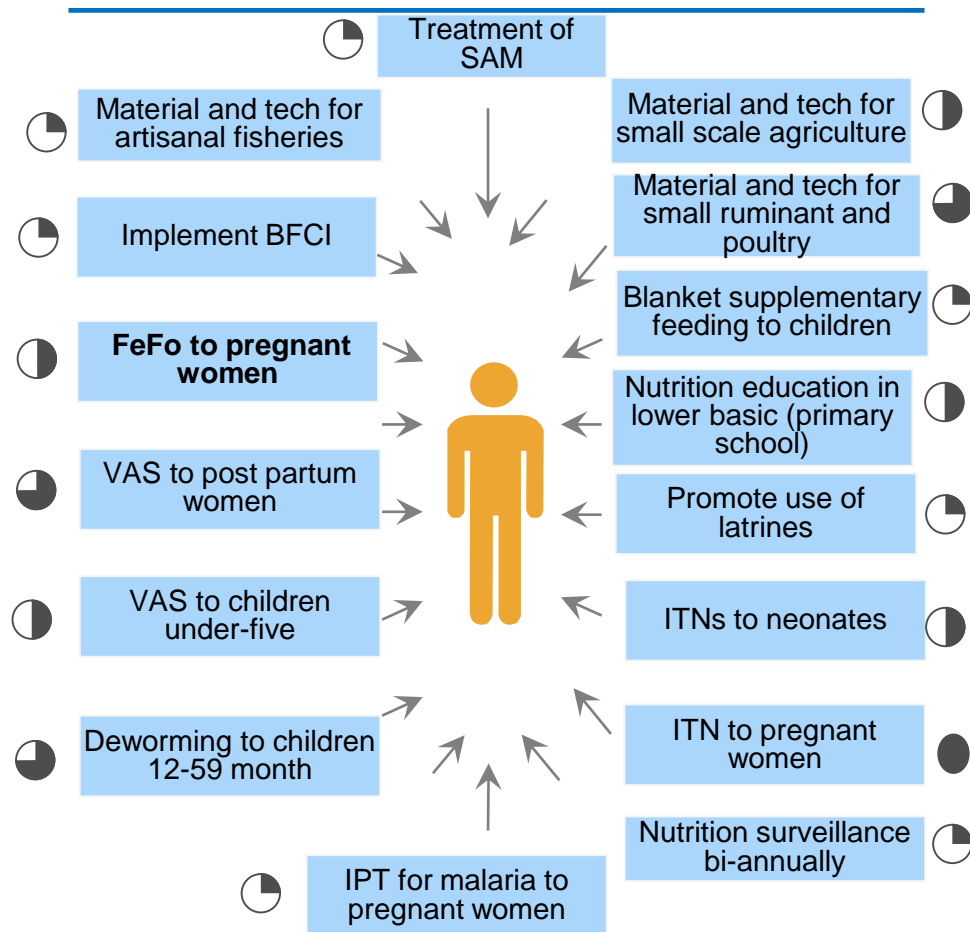 Treatment of
SAM
Material and tech for
artisanal fisheries
Implement BFCI
FeFo to pregnant
women
VAS to post partum
women
VAS to children
under-five
Deworming to children
12-59 month
IPT for malaria to
pregnant women
Material and tech for
small scale agriculture
Material and tech for
small ruminant and
poultry
Blanket supplementary
feeding to children
Nutrition education in
lower basic (primary
school)
Promote use of
latrines
ITNs to neonates
ITN to pregnant
women
Nutrition surveillance
bi-annually